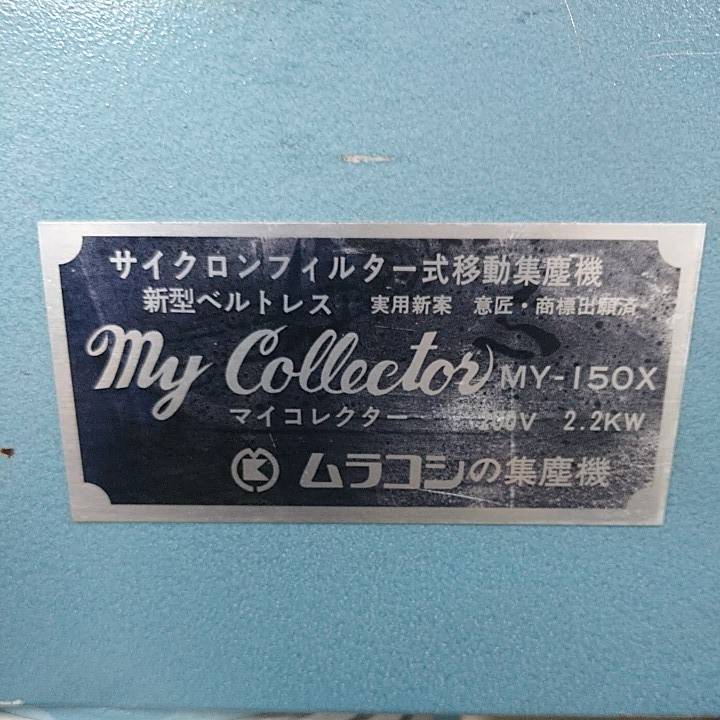 サイクロンフィルター式移動集塵機
新型ベルトレス 実用新案 意匠・商標出願済
My Collector MY-150X
マイコレクター 200V 2.2KW
ムラコシの集塵機